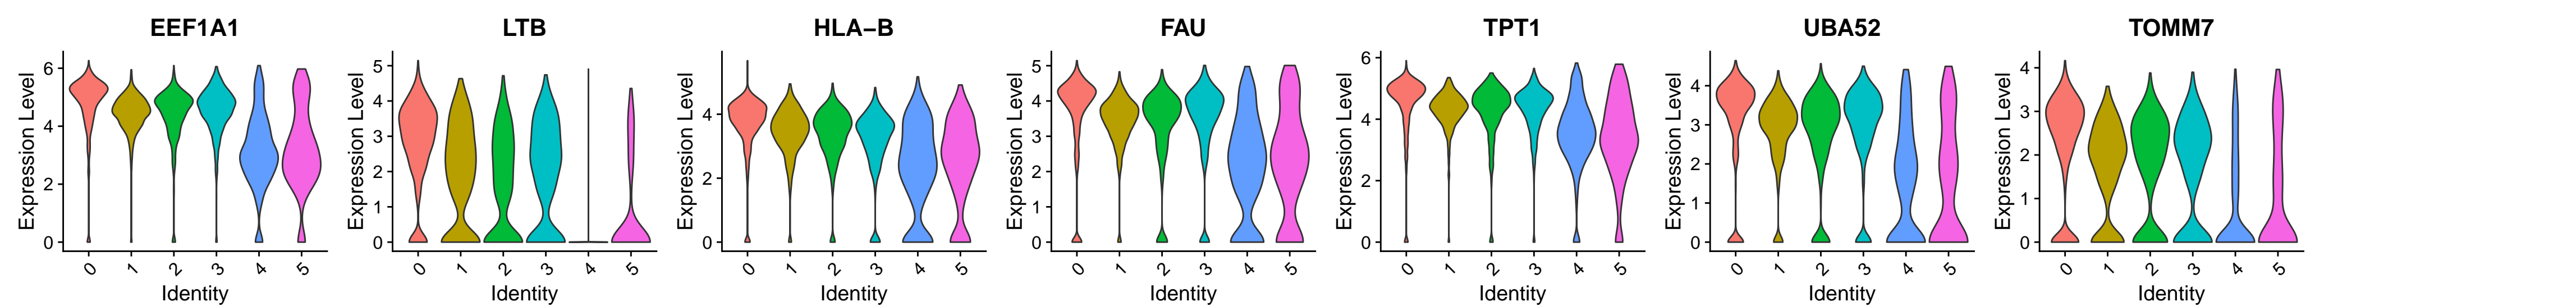 EEF1A1
LTB
HLA−B
FAU
TPT1
UBA52
TOMM7
Expression Level
6
4
2
0
0 1 2 3 4 5
Identity
Expression Level
5
4
3
2
1
0
0 1 2 3 4 5
Identity
Expression Level
4
2
0
0 1 2 3 4 5
Identity
Expression Level
5
4
3
2
1
0
0 1 2 3 4 5
Identity
Expression Level
6
4
2
0
0 1 2 3 4 5
Identity
Expression Level
4
3
2
1
0
0 1 2 3 4 5
Identity
Expression Level
4
3
2
1
0
0 1 2 3 4 5
Identity